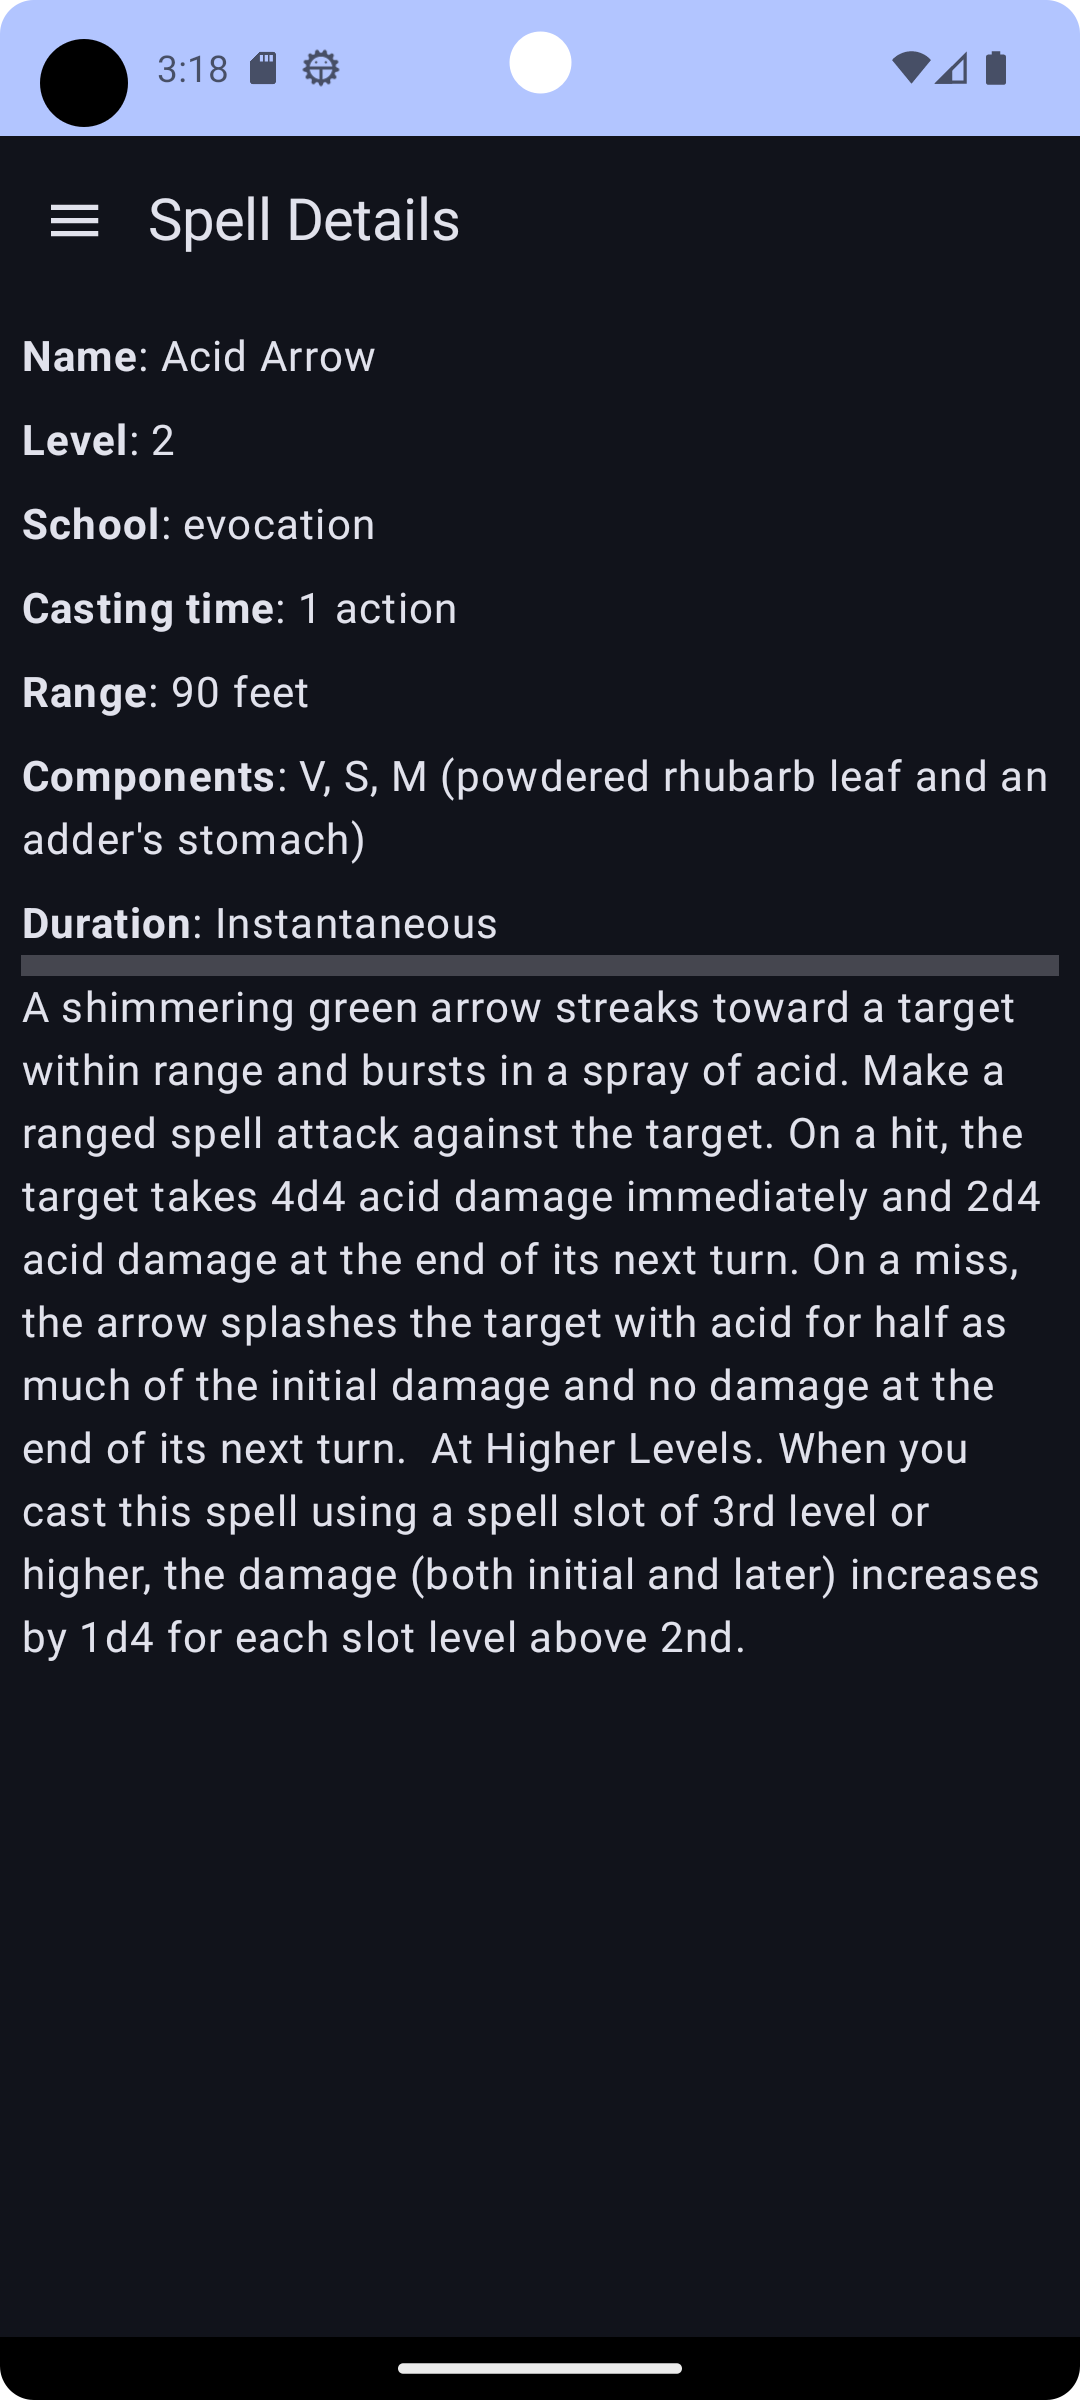 3:18
Spell Details
Name: Acid Arrow
Level: 2
School: evocation
Casting time: 1 action
Range: 90 feet
Components: V, S, M (powdered rhubarb leaf and an
adder's stomach)
Duration: Instantaneous
A shimmering green arrow streaks toward a target
within range and bursts in a spray of acid. Make a
ranged spell attack against the target. On a hit, the
target takes 4d4 acid damage immediately and 2d4
acid damage at the end of its next turn. On a miss,
the arrow splashes the target with acid for half as
much of the initial damage and no damage at the
end of its next turn.  At Higher Levels. When you
cast this spell using a spell slot of 3rd level or
higher, the damage (both initial and later) increases
by 1d4 for each slot level above 2nd.